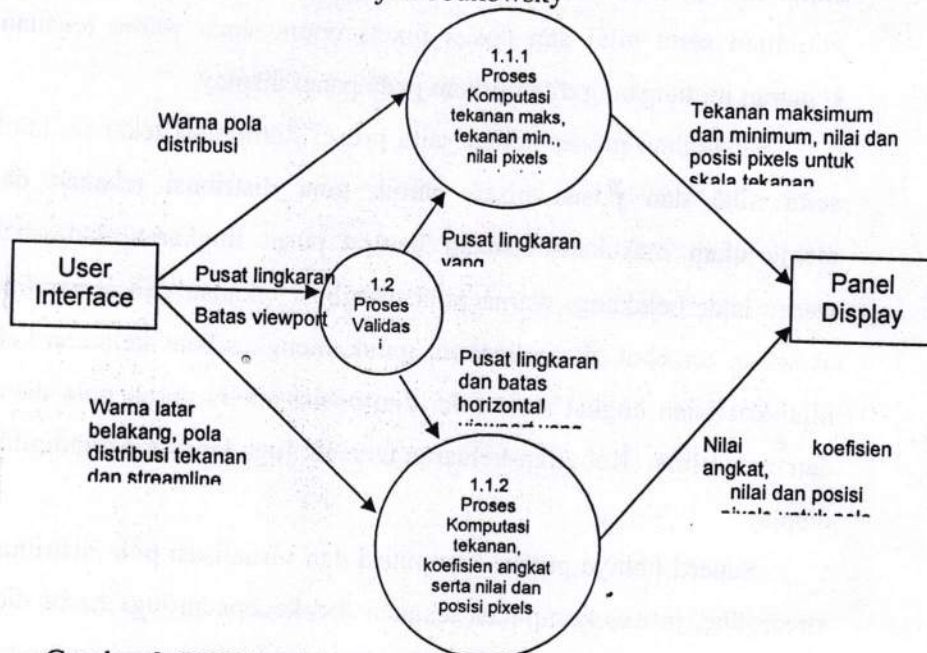 1.1.1
Proses
Komputasi
tekanan maks,
tekanan min.,
nilai pixels
Warna pola
distribusi
Tekanan maksimum
dan minimum, nilai dan
posisi pixels untuk
skala tekanan
Pusat lingkaran
yang
User
Interface
Pusat lingkaran
Batas viewport
1.2
Proses
Validas
i
Panel
Display
Pusat lingkaran
dan batas
horizontal
Warna latar
belakang, pola
distribusi tekanan
dan streamline
1.1.2
Proses
Komputasi
tekanan,
koefisien angkat
serta nilai dan
posisi pixels
Nilai koefisien
angkat,
nilai dan posisi